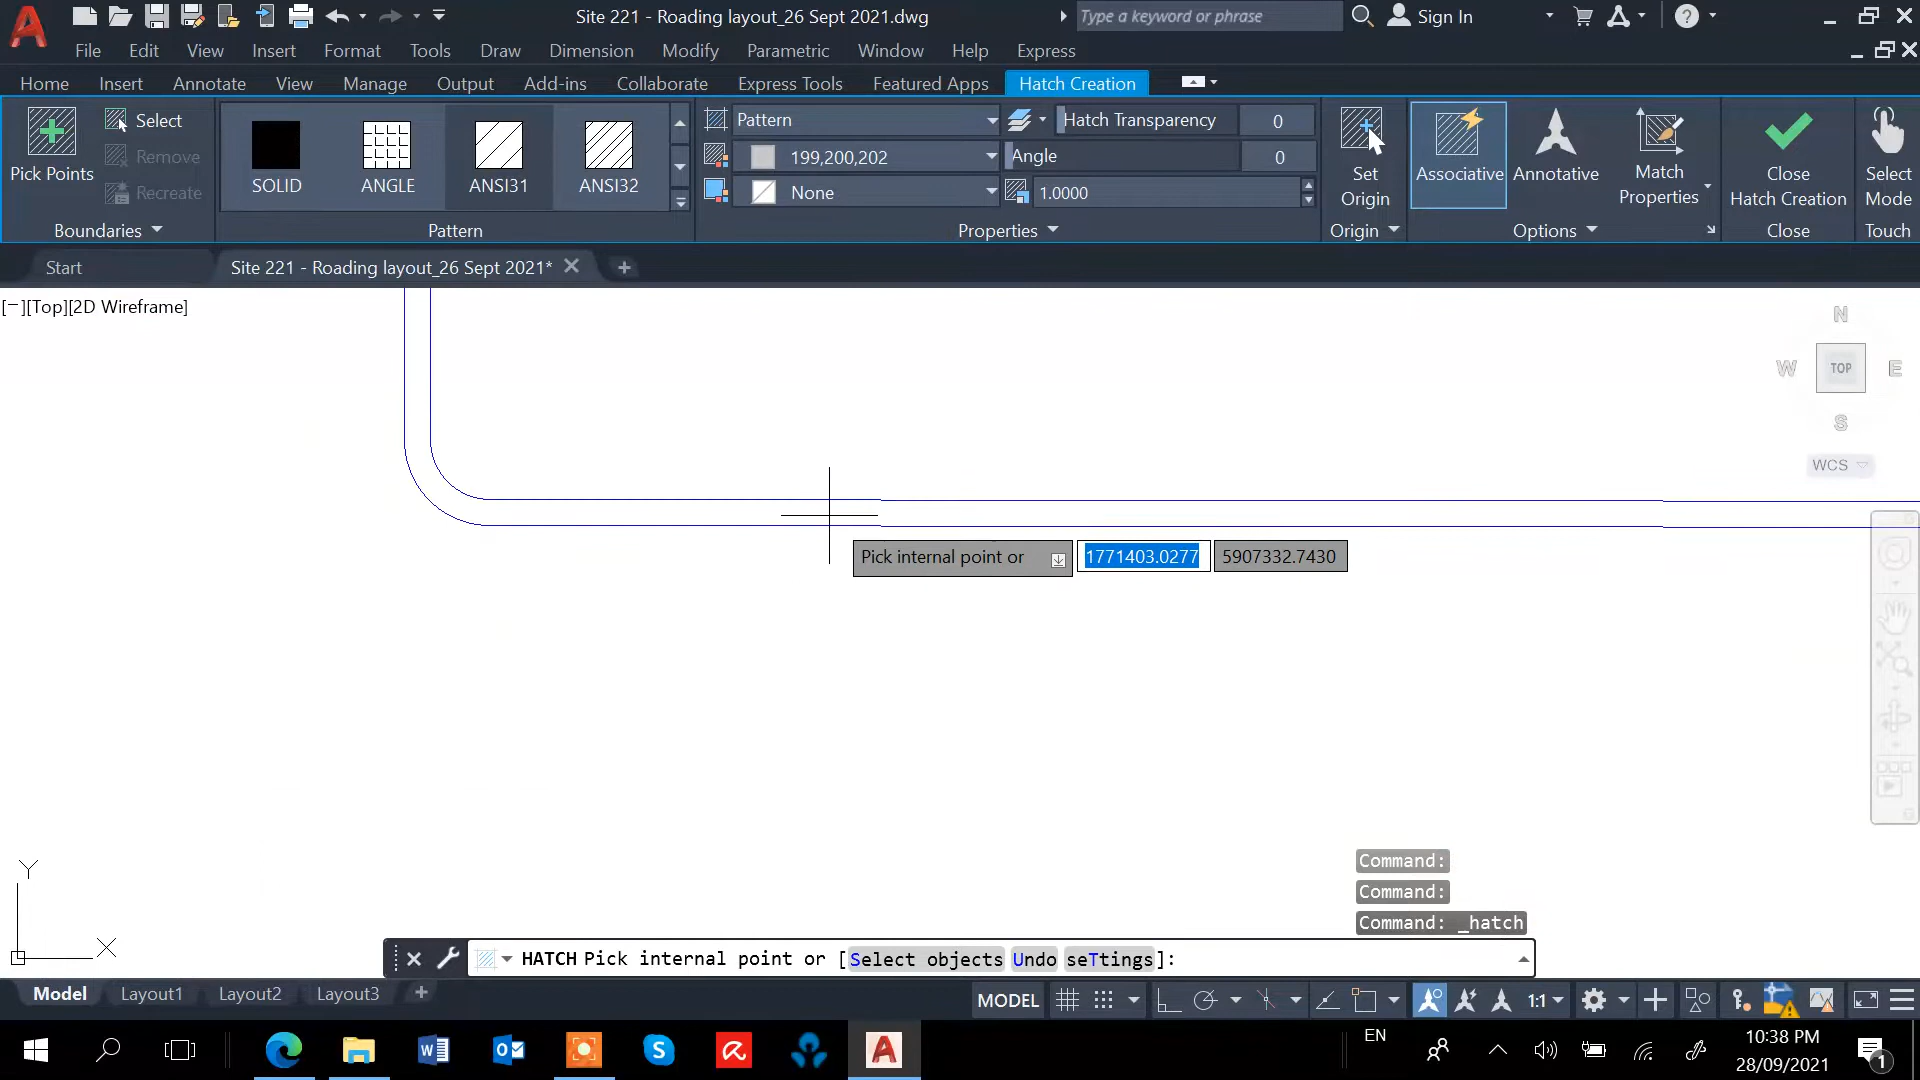 Site 221 - Roading layout_26 Sept 2021.dwg
Type a keyword or phrase
Sign In
File Edit View Insert Format Tools Draw Dimension Modify Parametric Window Help Express
Home Insert Annotate View Manage Output Add-ins Collaborate Express Tools Featured Apps Hatch Creation
Pick Points
Select
Remove
Recreate
Boundaries
SOLID ANGLE ANSI31 ANSI32
Pattern
Pattern
199,200,202
None
Hatch Transparency 0
Angle 0
1.0000
Properties
Set Origin
Origin
Associative
Annotative
Match Properties
Options
Close Hatch Creation
Close
Select Mode
Touch
Start
Site 221 - Roading layout_26 Sept 2021*
[−][Top][2D Wireframe]
N
W TOP E
S
WCS
Pick internal point or 1771403.0277 5907332.7430
Y
X
Command:
Command:
Command: _hatch
HATCH Pick internal point or [Select objects Undo seTtings]:
Model Layout1 Layout2 Layout3
MODEL
1:1
EN
10:38 PM
28/09/2021
1